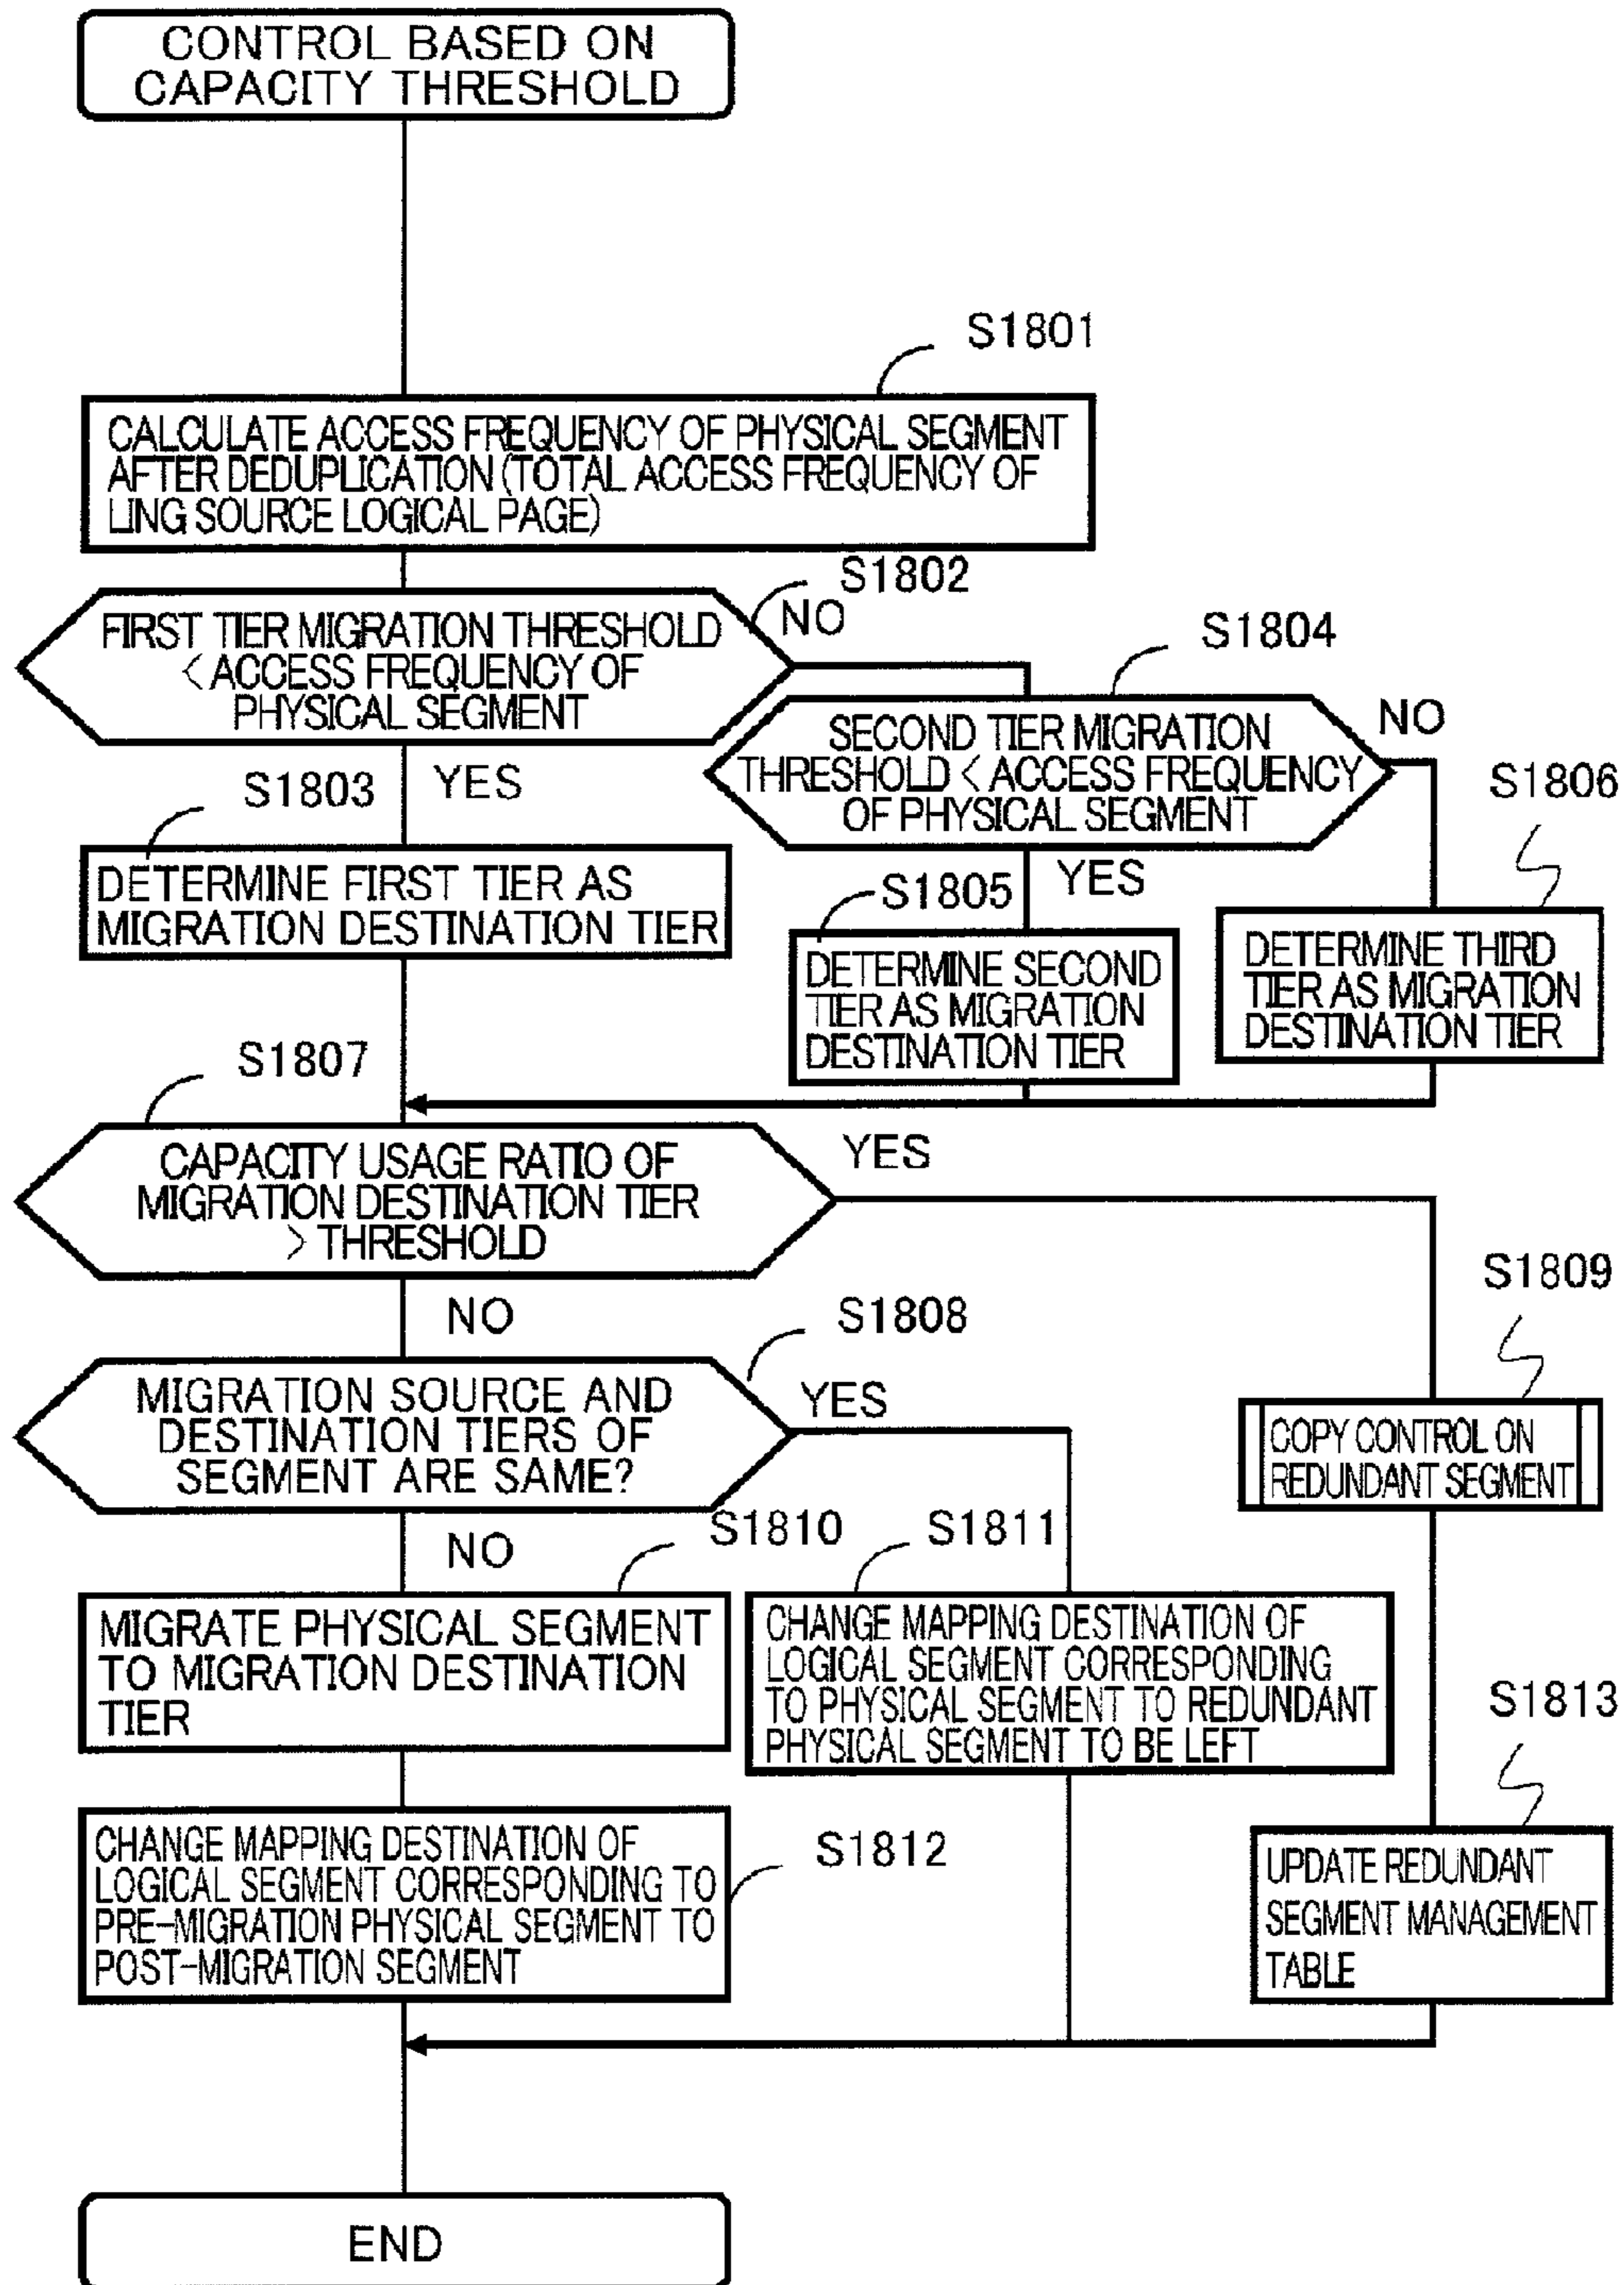 CONTROL BASED ON
CAPACITY THRESHOLD
S1801
CALCULATE ACCESS FREQUENCY OF PHYSICAL SEGMENT
AFTER DEDUPLICATION (TOTAL ACCESS FREQUENCY OF
LING SOURCE LOGICAL PAGE)
S1802
FIRST TIER MIGRATION THRESHOLD
< ACCESS FREQUENCY OF
PHYSICAL SEGMENT
NO
YES
S1803
DETERMINE FIRST TIER AS
MIGRATION DESTINATION TIER
S1804
SECOND TIER MIGRATION
THRESHOLD < ACCESS FREQUENCY
OF PHYSICAL SEGMENT
NO
YES
S1805
DETERMINE SECOND
TIER AS MIGRATION
DESTINATION TIER
S1806
DETERMINE THIRD
TIER AS MIGRATION
DESTINATION TIER
S1807
CAPACITY USAGE RATIO OF
MIGRATION DESTINATION TIER
> THRESHOLD
YES
NO
S1808
MIGRATION SOURCE AND
DESTINATION TIERS OF
SEGMENT ARE SAME?
YES
NO
S1809
COPY CONTROL ON
REDUNDANT SEGMENT
S1810
MIGRATE PHYSICAL SEGMENT
TO MIGRATION DESTINATION
TIER
S1811
CHANGE MAPPING DESTINATION OF
LOGICAL SEGMENT CORRESPONDING
TO PHYSICAL SEGMENT TO REDUNDANT
PHYSICAL SEGMENT TO BE LEFT
S1812
CHANGE MAPPING DESTINATION OF
LOGICAL SEGMENT CORRESPONDING TO
PRE-MIGRATION PHYSICAL SEGMENT TO
POST-MIGRATION SEGMENT
S1813
UPDATE REDUNDANT
SEGMENT MANAGEMENT
TABLE
END